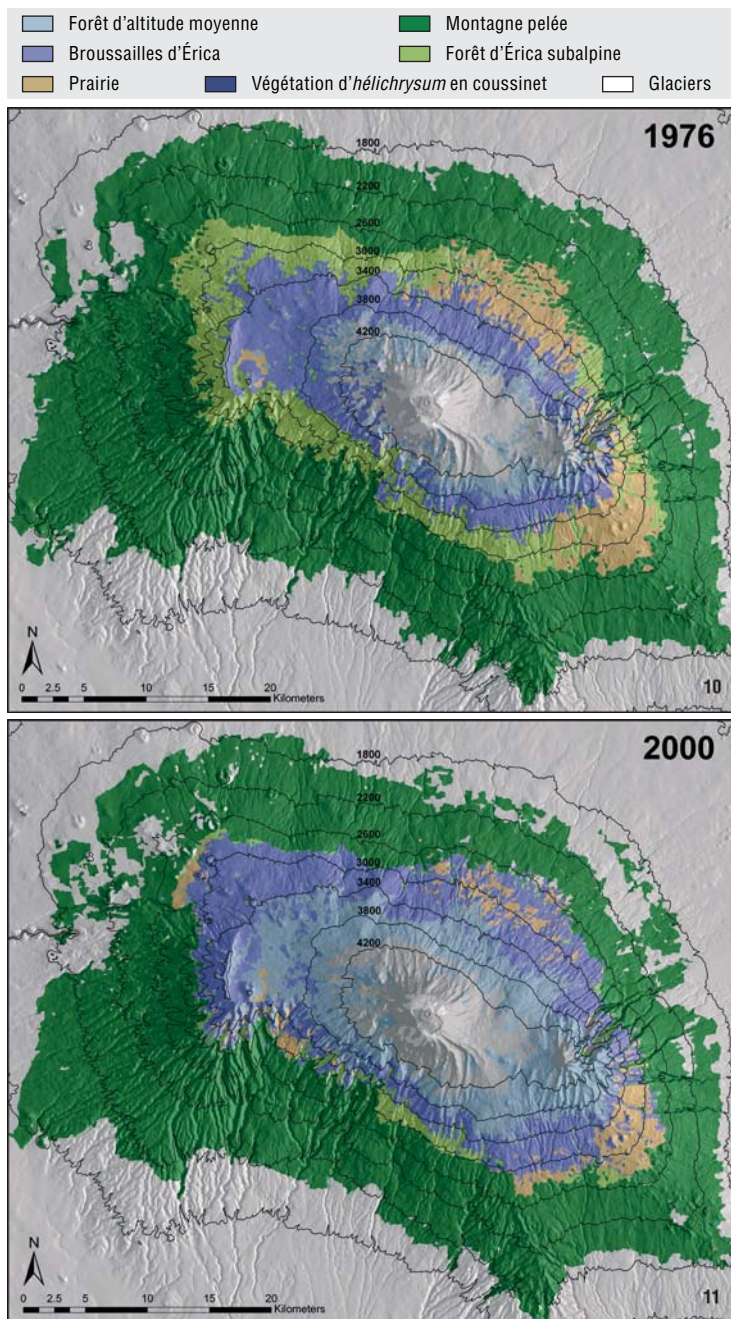 Forêt d'altitude moyenne
Montagne pelée
Broussailles d'Érica
Forêt d'Érica subalpine
Prairie
Végétation d'hélichrysum en coussinet
Glaciers
1976
1800
2200
2600
3000
3400
3800
4200
N
0 2.5 5 10 15 20
Kilometers
10
2000
1800
2200
2600
3000
3400
3800
4200
N
0 2.5 5 10 15 20
Kilometers
11